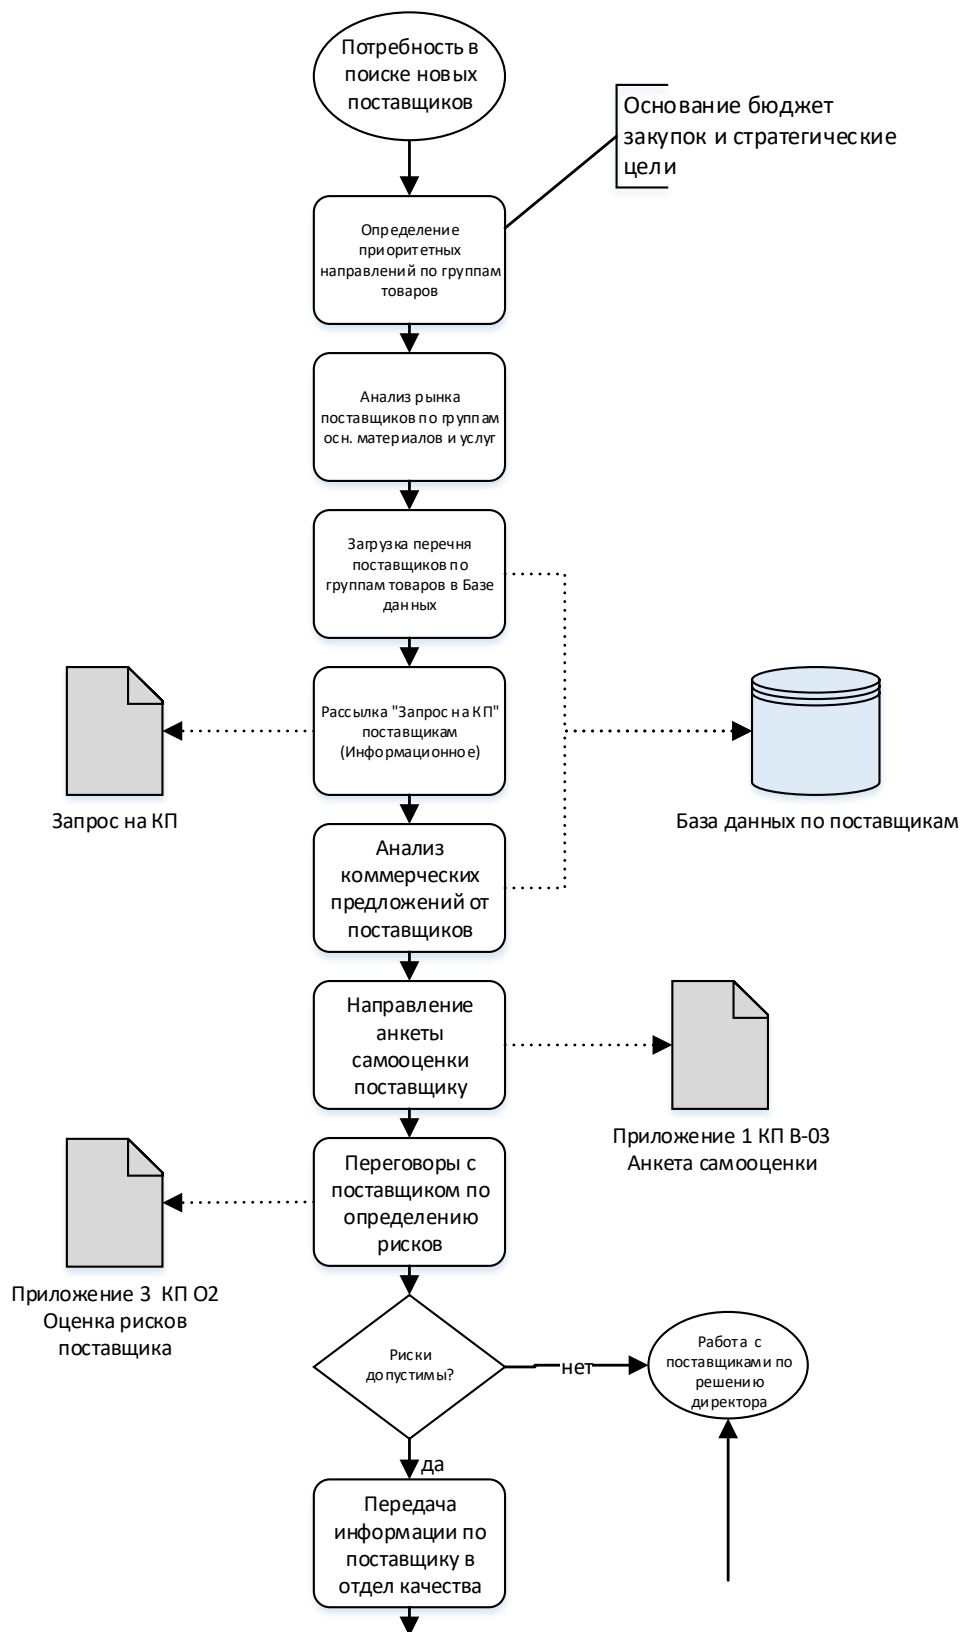 Потребность в
поиске новых
поставщиков
Основание бюджет
закупок и стратегические
цели
Определение
приоритетных
направлений по группам
товаров
Анализ рынка
поставщиков по группам
осн. материалов и услуг
Загрузка перечня
поставщиков по
группам товаров в Базе
данных
Рассылка "Запрос на КП"
поставщикам
(Информационное)
Запрос на КП
База данных по поставщикам
Анализ
коммерческих
предложений от
поставщиков
Направление
анкеты
самооценки
поставщику
Приложение 1 КП В-03
Анкета самооценки
Переговоры с
поставщиком по
определению
рисков
Приложение 3 КП О2
Оценка рисков
поставщика
Риски
допустимы?
нет
Работа с
поставщиками по
решению
директора
да
Передача
информации по
поставщику в
отдел качества